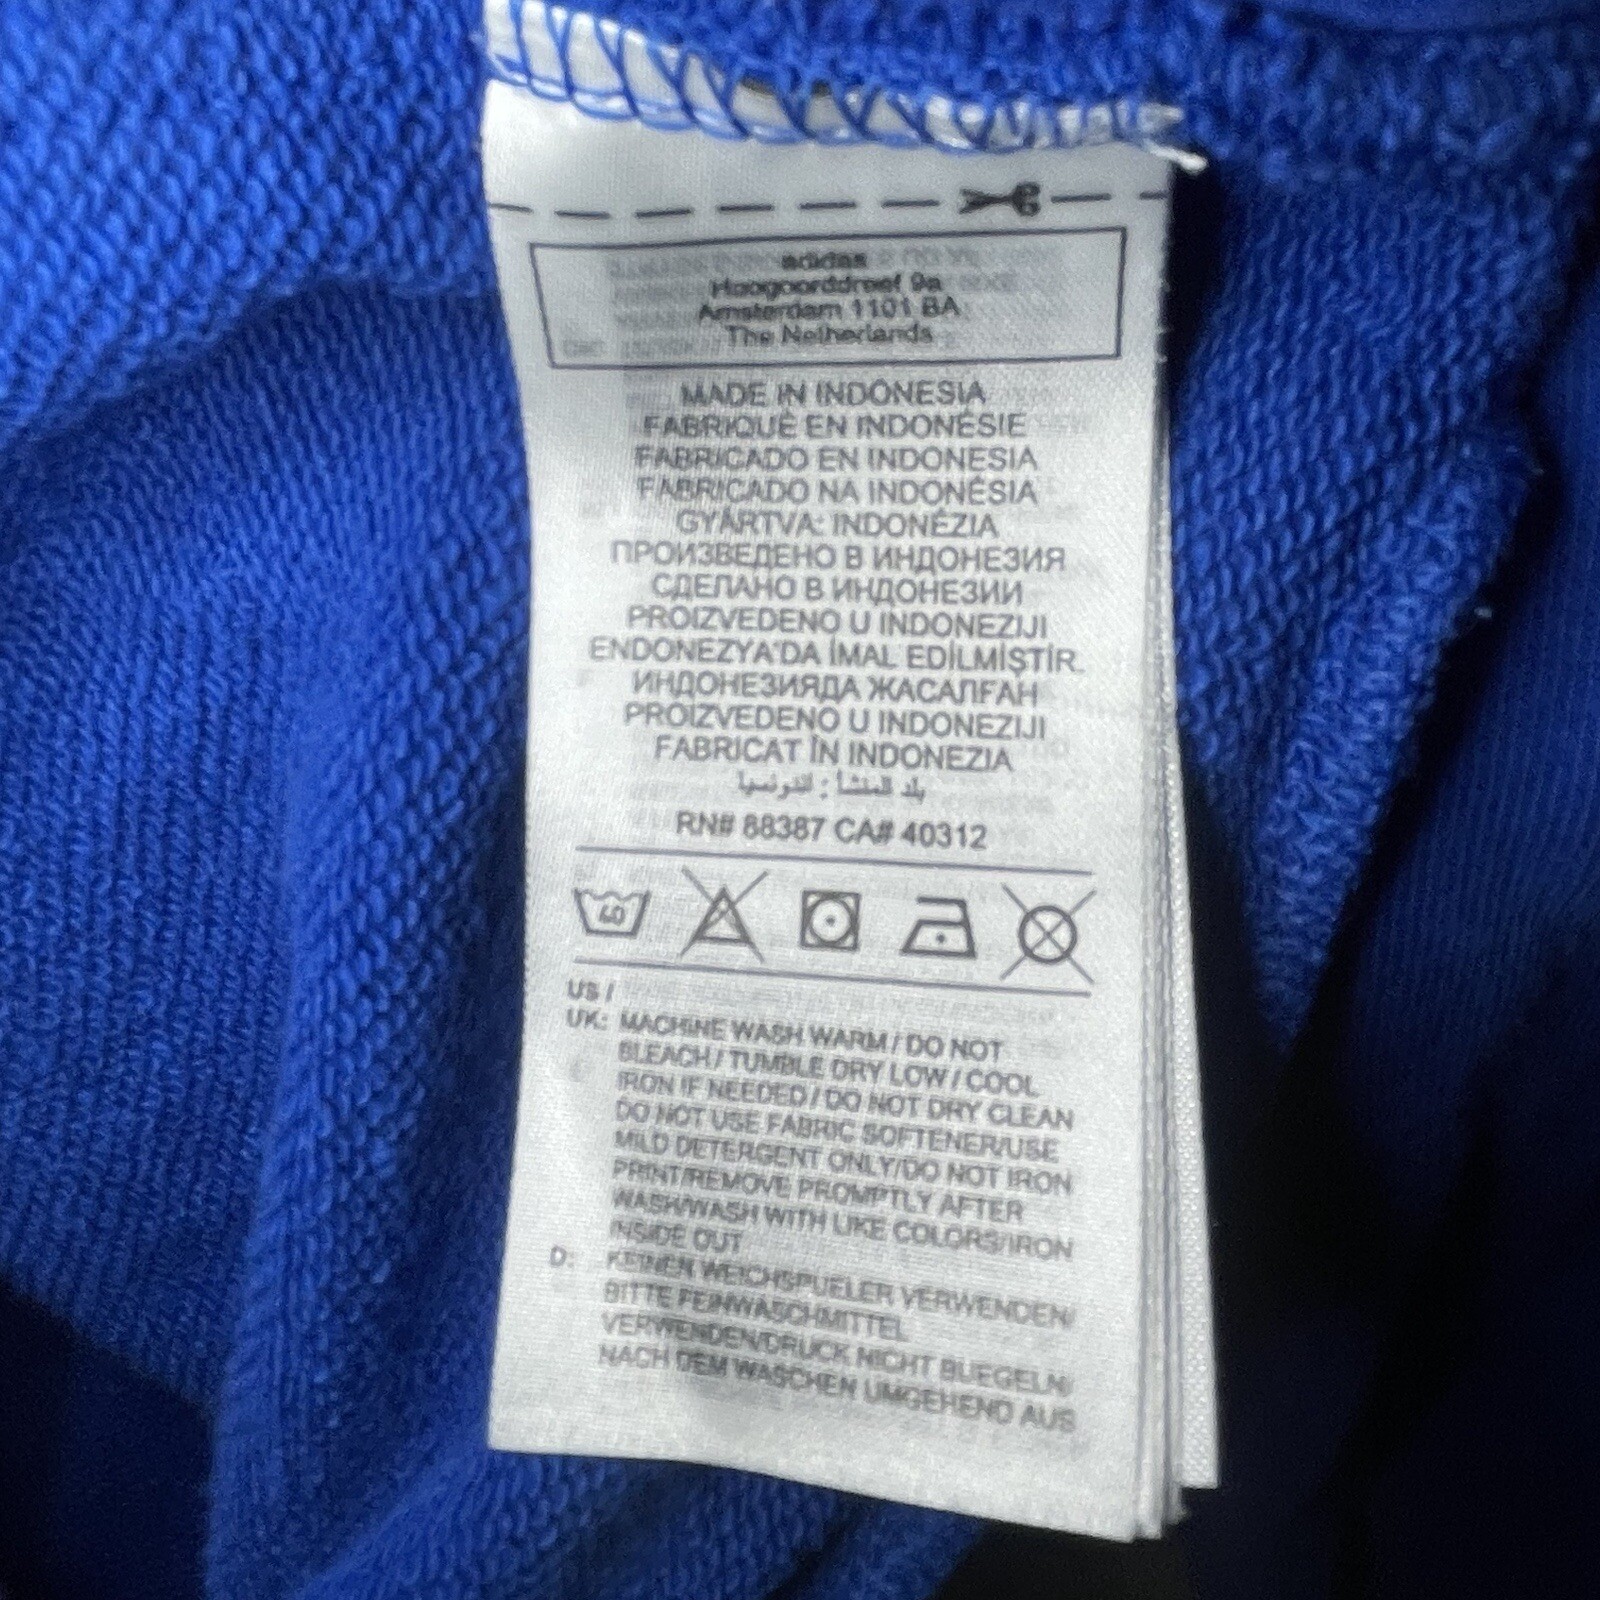 adidas
Hoogoorddreef 9a
Amsterdam 1101 BA
The Netherlands
MADE IN INDONESIA
FABRIQUÉ EN INDONÉSIE
FABRICADO EN INDONESIA
FABRICADO NA INDONÉSIA
GYÁRTVA: INDONÉZIA
ПРОИЗВЕДЕНО В ИНДОНЕЗИЯ
СДЕЛАНО В ИНДОНЕЗИИ
PROIZVEDENO U INDONEZIJI
ENDONEZYA'DA İMAL EDİLMİŞTİR.
ИНДОНЕЗИЯДА ЖАСАЛҒАН
PROIZVEDENO U INDONEZIJI
FABRICAT ÎN INDONEZIA
بلد المنشأ : اندونسيا
RN# 88387 CA# 40312
40
US /
UK: MACHINE WASH WARM / DO NOT
BLEACH / TUMBLE DRY LOW / COOL
IRON IF NEEDED / DO NOT DRY CLEAN
DO NOT USE FABRIC SOFTENER/USE
MILD DETERGENT ONLY/DO NOT IRON
PRINT/REMOVE PROMPTLY AFTER
WASH/WASH WITH LIKE COLORS/IRON
INSIDE OUT
D: KEINEN WEICHSPUELER VERWENDEN/
BITTE FEINWASCHMITTEL
VERWENDEN/DRUCK NICHT BUEGELN/
NACH DEM WASCHEN UMGEHEND AUS